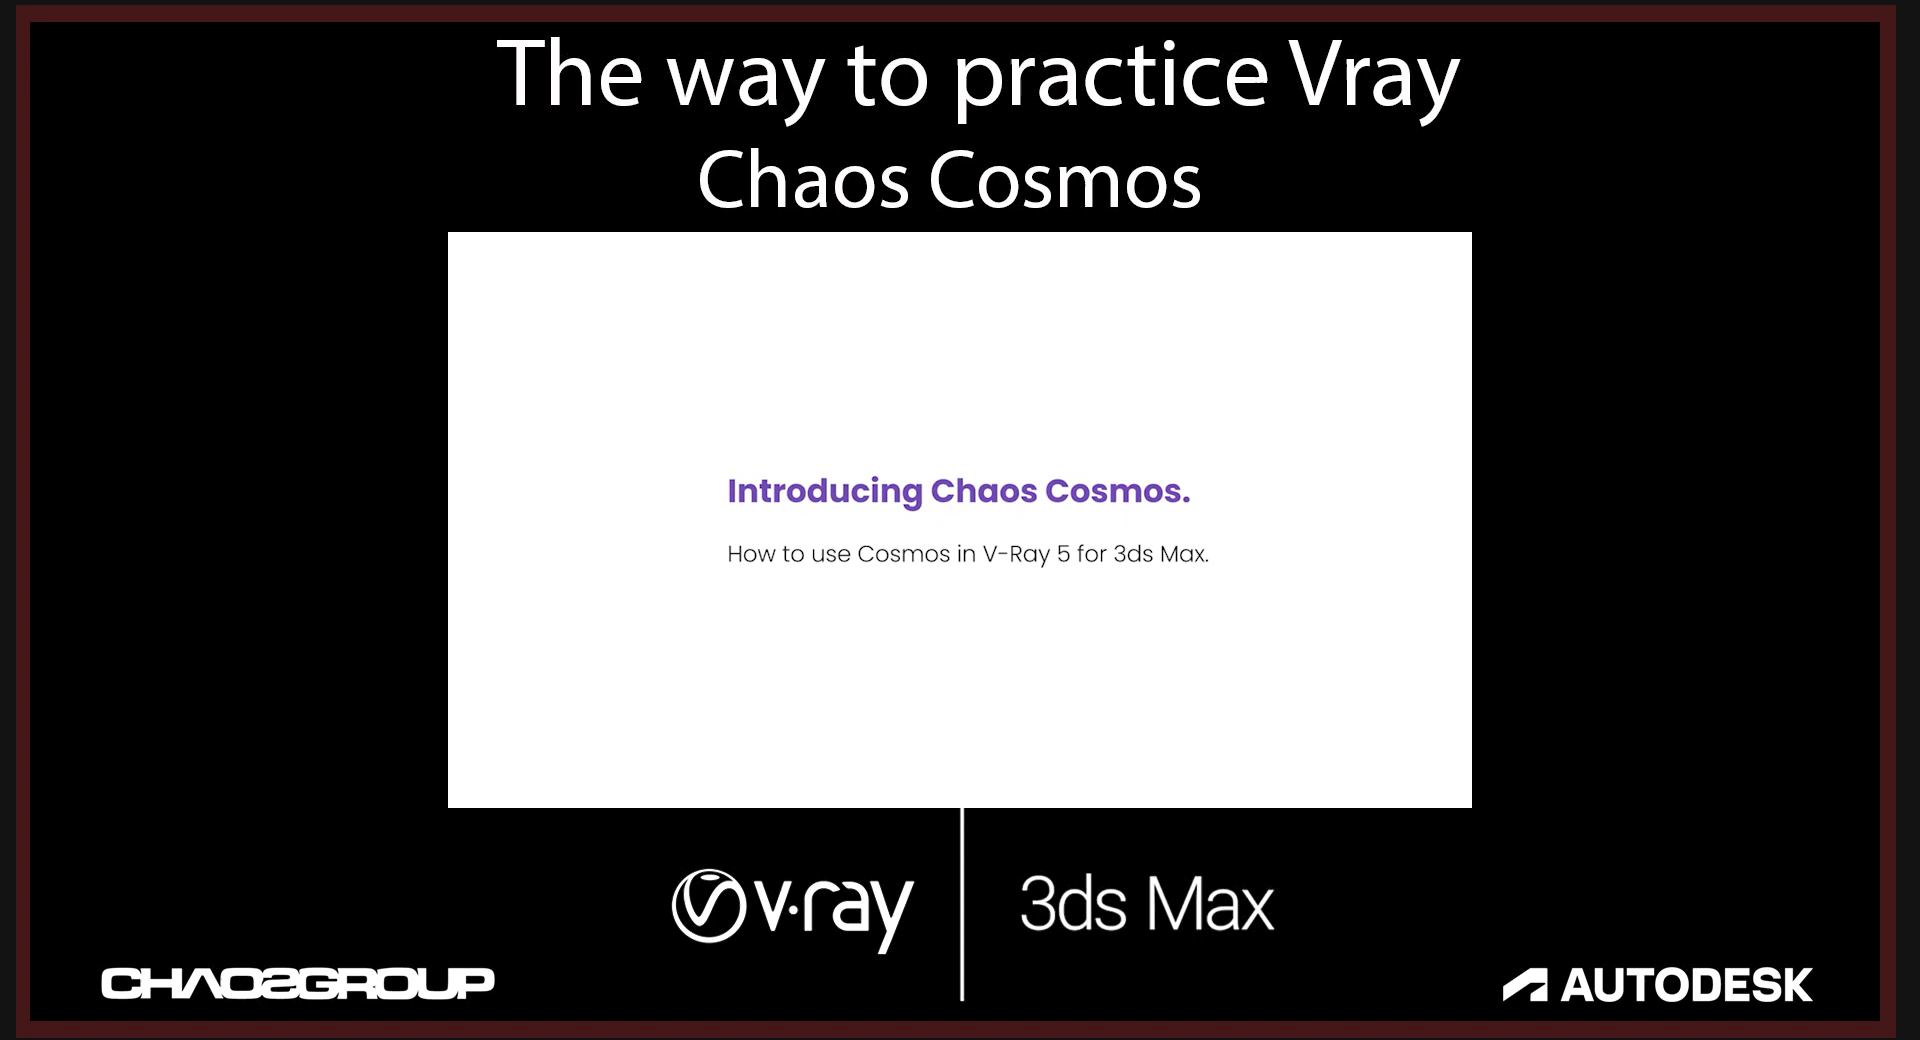 The way to practice Vray
Chaos Cosmos
Introducing Chaos Cosmos.
How to use Cosmos in V-Ray 5 for 3ds Max.
v.ray
3ds Max
CHAOSGROUP
AUTODESK